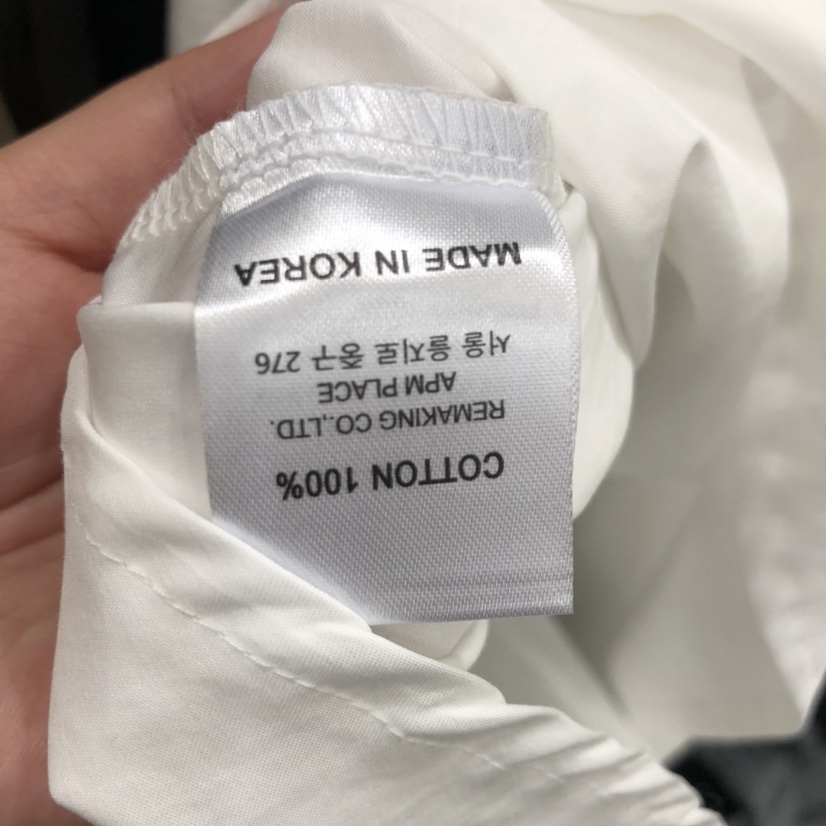 COTTON 100%
REMAKING CO.,LTD.
APM PLACE
서울 을지로 중구 276
MADE IN KOREA